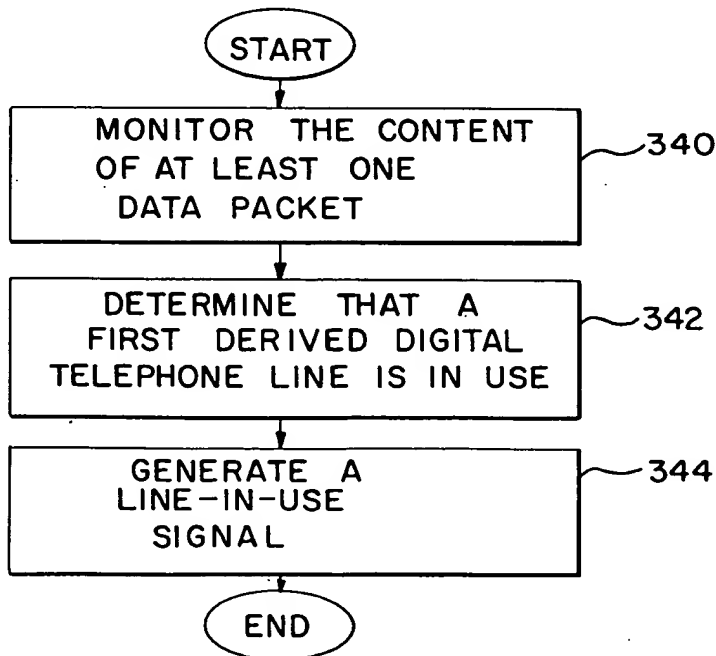 START
MONITOR THE CONTENT
OF AT LEAST ONE
DATA PACKET
340
DETERMINE THAT A
FIRST DERIVED DIGITAL
TELEPHONE LINE IS IN USE
342
GENERATE A
LINE-IN-USE
SIGNAL
344
END